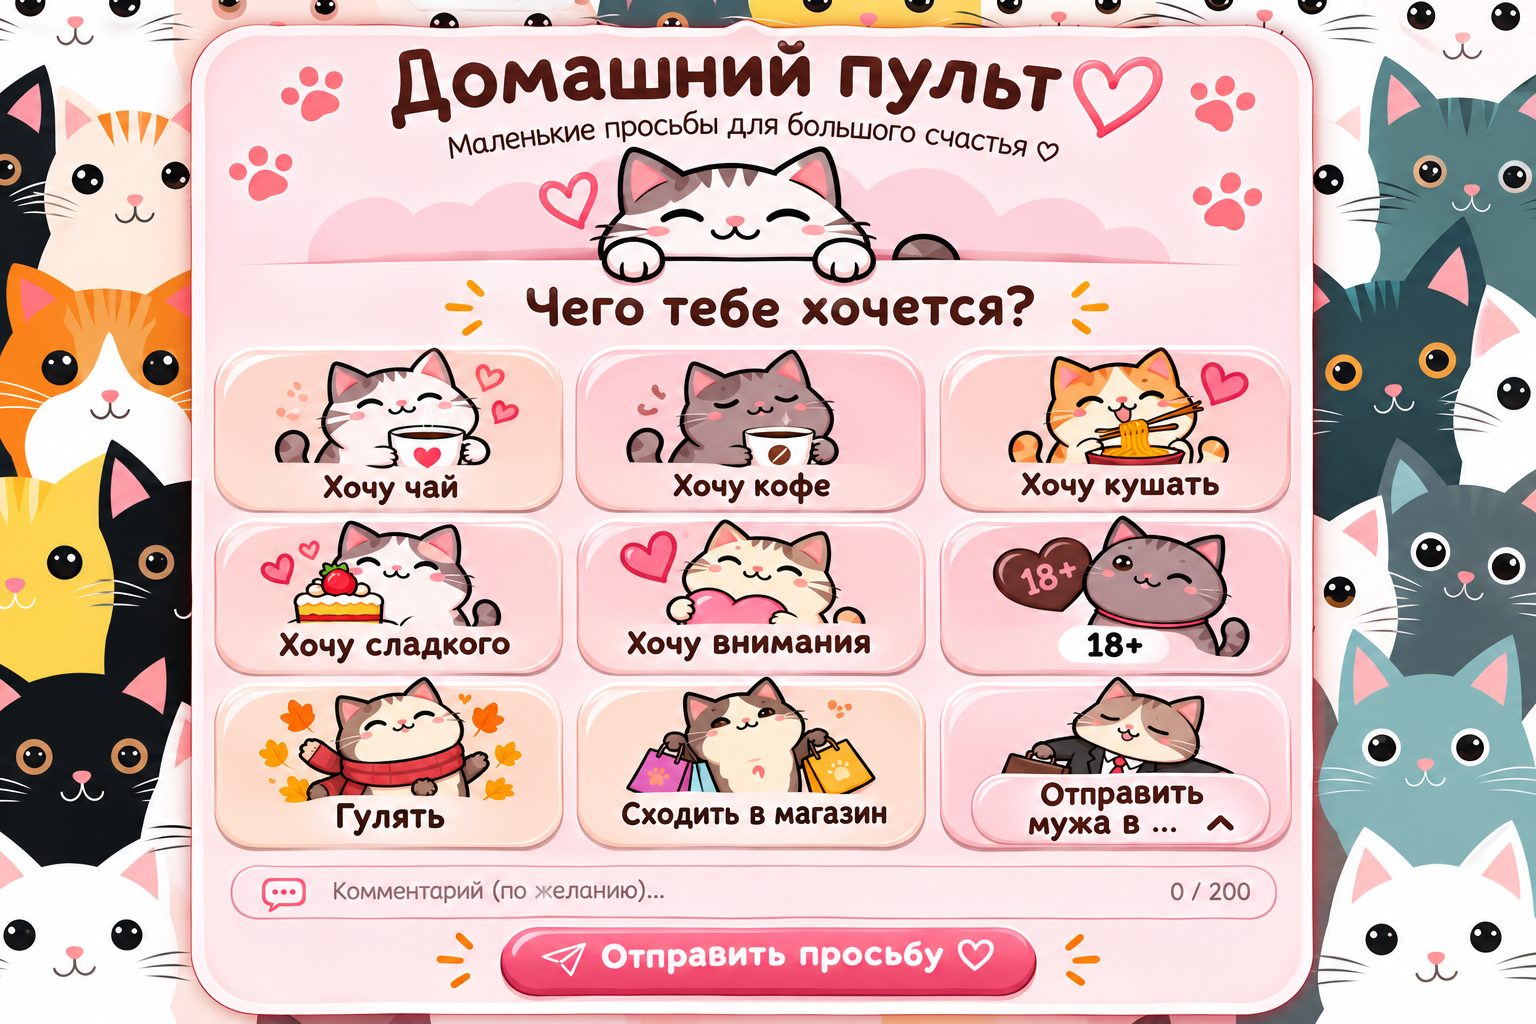 Домашний пульт
Маленькие просьбы для большого счастья ♡
Чего тебе хочется?
Хочу чай
Хочу кофе
Хочу кушать
Хочу сладкого
Хочу внимания
18+
18+
Гулять
Сходить в магазин
Отправить
мужа в ...
Комментарий (по желанию)...
0 / 200
Отправить просьбу